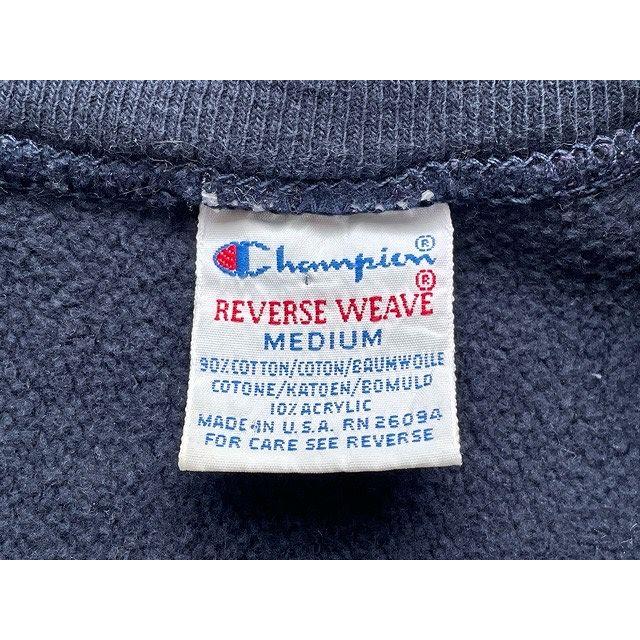 Champion®
REVERSE WEAVE®
MEDIUM
90% COTTON/COTON/BAUMWOLLE
COTONE/KATOEN/BOMULD
10% ACRYLIC
MADE IN U.S.A. RN 26094
FOR CARE SEE REVERSE